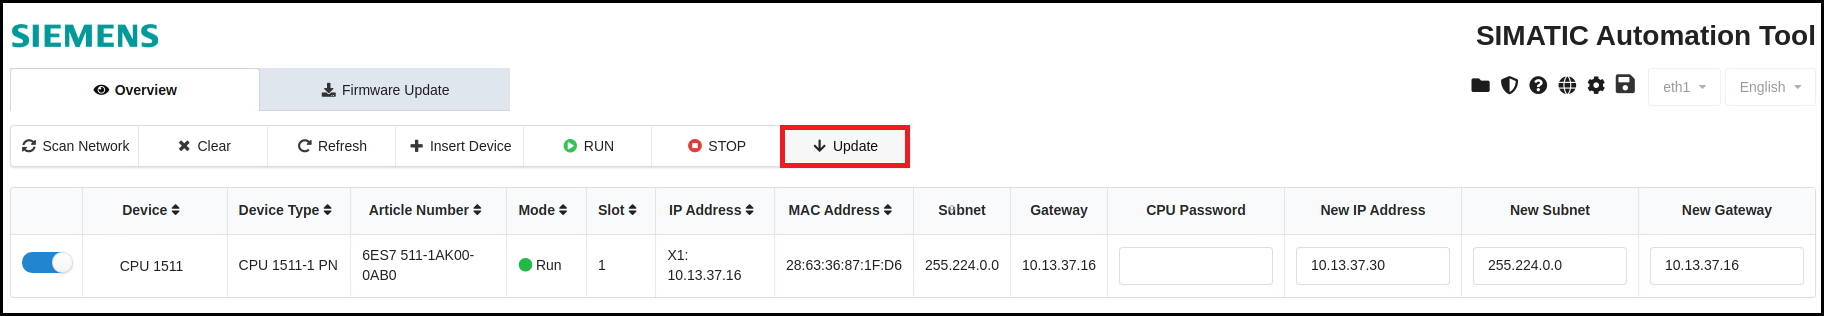 SIEMENS
SIMATIC Automation Tool
Overview
Firmware Update
eth1
English
Scan Network
Clear
Refresh
Insert Device
RUN
STOP
Update
Device
Device Type
Article Number
Mode
Slot
IP Address
MAC Address
Subnet
Gateway
CPU Password
New IP Address
New Subnet
New Gateway
CPU 1511
CPU 1511-1 PN
6ES7 511-1AK00-
0AB0
Run
1
X1:
10.13.37.16
28:63:36:87:1F:D6
255.224.0.0
10.13.37.16
10.13.37.30
255.224.0.0
10.13.37.16